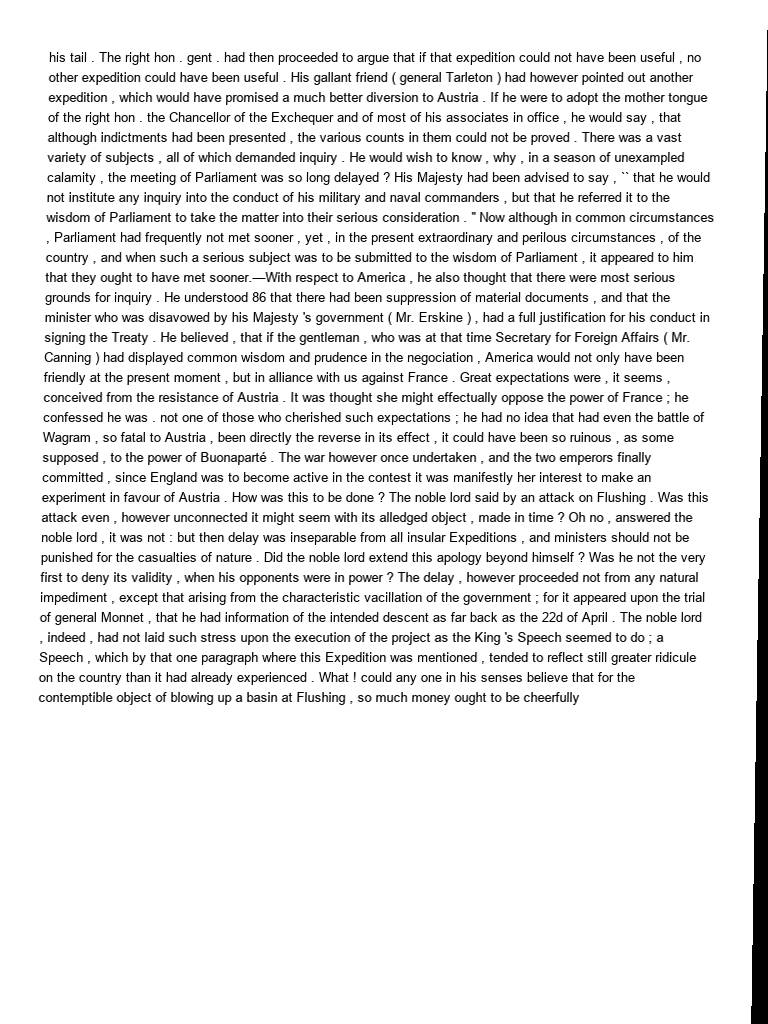 his tail . The right hon . gent . had then proceeded to argue that if that expedition could not have been useful , no
other expedition could have been useful . His gallant friend ( general Tarleton ) had however pointed out another
expedition , which would have promised a much better diversion to Austria . If he were to adopt the mother tongue
of the right hon . the Chancellor of the Exchequer and of most of his associates in office , he would say , that
although indictments had been presented , the various counts in them could not be proved . There was a vast
variety of subjects , all of which demanded inquiry . He would wish to know , why , in a season of unexampled
calamity , the meeting of Parliament was so long delayed ? His Majesty had been advised to say , `` that he would
not institute any inquiry into the conduct of his military and naval commanders , but that he referred it to the
wisdom of Parliament to take the matter into their serious consideration . " Now although in common circumstances
, Parliament had frequently not met sooner , yet , in the present extraordinary and perilous circumstances , of the
country , and when such a serious subject was to be submitted to the wisdom of Parliament , it appeared to him
that they ought to have met sooner.—With respect to America , he also thought that there were most serious
grounds for inquiry . He understood 86 that there had been suppression of material documents , and that the
minister who was disavowed by his Majesty 's government ( Mr. Erskine ) , had a full justification for his conduct in
signing the Treaty . He believed , that if the gentleman , who was at that time Secretary for Foreign Affairs ( Mr.
Canning ) had displayed common wisdom and prudence in the negociation , America would not only have been
friendly at the present moment , but in alliance with us against France . Great expectations were , it seems ,
conceived from the resistance of Austria . It was thought she might effectually oppose the power of France ; he
confessed he was . not one of those who cherished such expectations ; he had no idea that had even the battle of
Wagram , so fatal to Austria , been directly the reverse in its effect , it could have been so ruinous , as some
supposed , to the power of Buonaparté . The war however once undertaken , and the two emperors finally
committed , since England was to become active in the contest it was manifestly her interest to make an
experiment in favour of Austria . How was this to be done ? The noble lord said by an attack on Flushing . Was this
attack even , however unconnected it might seem with its alledged object , made in time ? Oh no , answered the
noble lord , it was not : but then delay was inseparable from all insular Expeditions , and ministers should not be
punished for the casualties of nature . Did the noble lord extend this apology beyond himself ? Was he not the very
first to deny its validity , when his opponents were in power ? The delay , however proceeded not from any natural
impediment , except that arising from the characteristic vacillation of the government ; for it appeared upon the trial
of general Monnet , that he had information of the intended descent as far back as the 22d of April . The noble lord
, indeed , had not laid such stress upon the execution of the project as the King 's Speech seemed to do ; a
Speech , which by that one paragraph where this Expedition was mentioned , tended to reflect still greater ridicule
on the country than it had already experienced . What ! could any one in his senses believe that for the
contemptible object of blowing up a basin at Flushing , so much money ought to be cheerfully